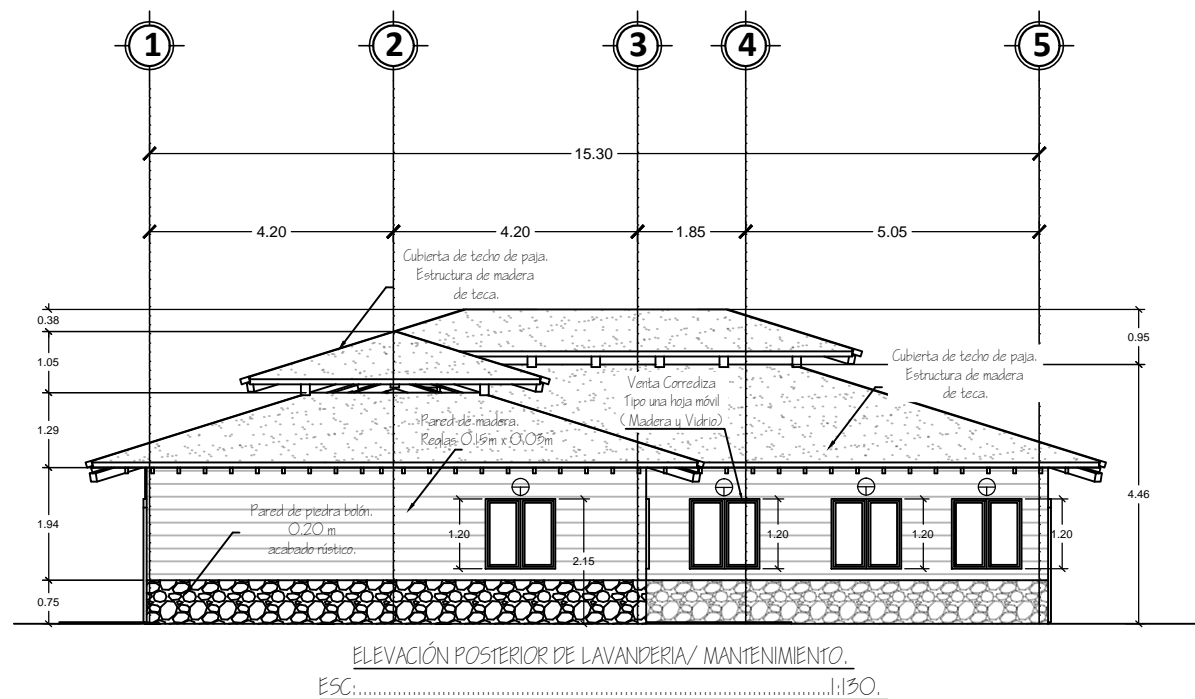 1 2 3 4 5
15.30
4.20 4.20 1.85 5.05
Cubierta de techo de paja.
Estructura de madera
de teca.
0.38
1.05
1.29
1.94
0.75
0.95
4.46
Cubierta de techo de paja.
Estructura de madera
de teca.
Venta Corrediza
Tipo una hoja móvil
( Madera y Vidrio)
Pared de madera.
Reglas 0.15m x 0.03m
Pared de piedra bolón.
0.20 m
acabado rústico.
1.20 2.15 1.20 1.20 1.20
ELEVACIÓN POSTERIOR DE LAVANDERIA/ MANTENIMIENTO.
ESC:...............................................................................1:130.